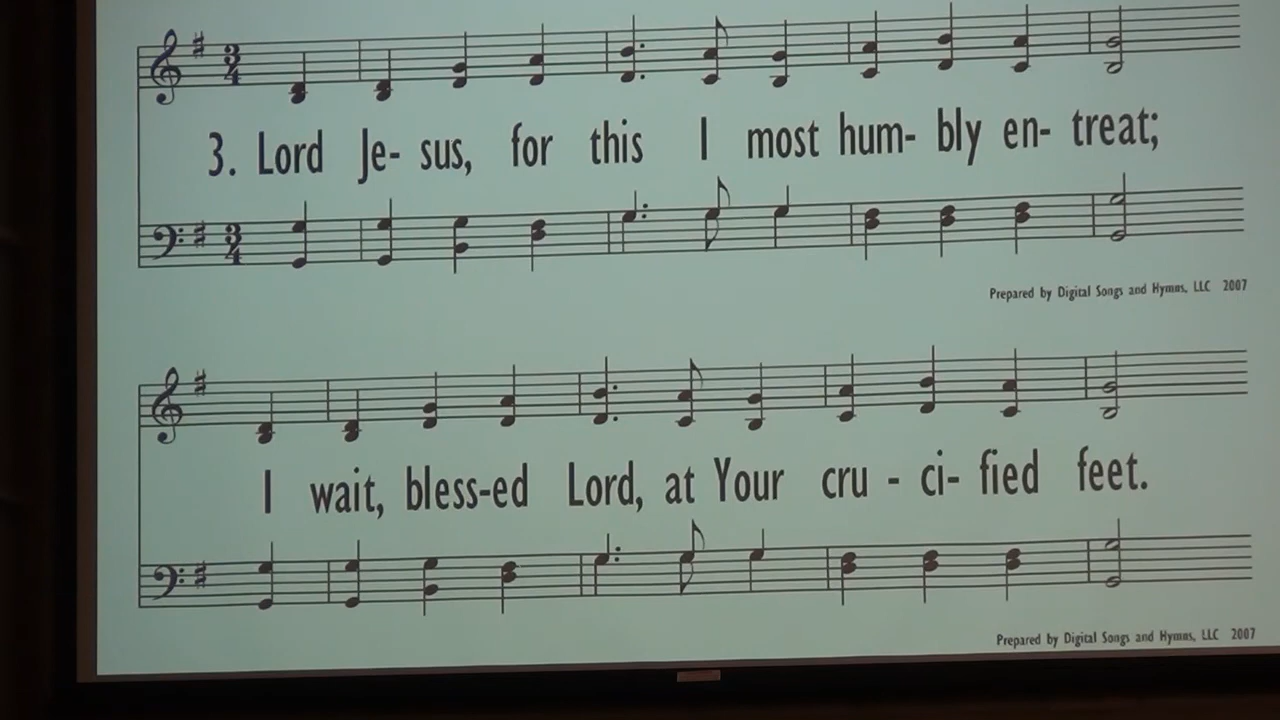 3. Lord Je- sus, for this I most hum- bly en- treat;
Prepared by Digital Songs and Hymns, LLC 2007
I wait, bless-ed Lord, at Your cru - ci- fied feet.
Prepared by Digital Songs and Hymns, LLC 2007